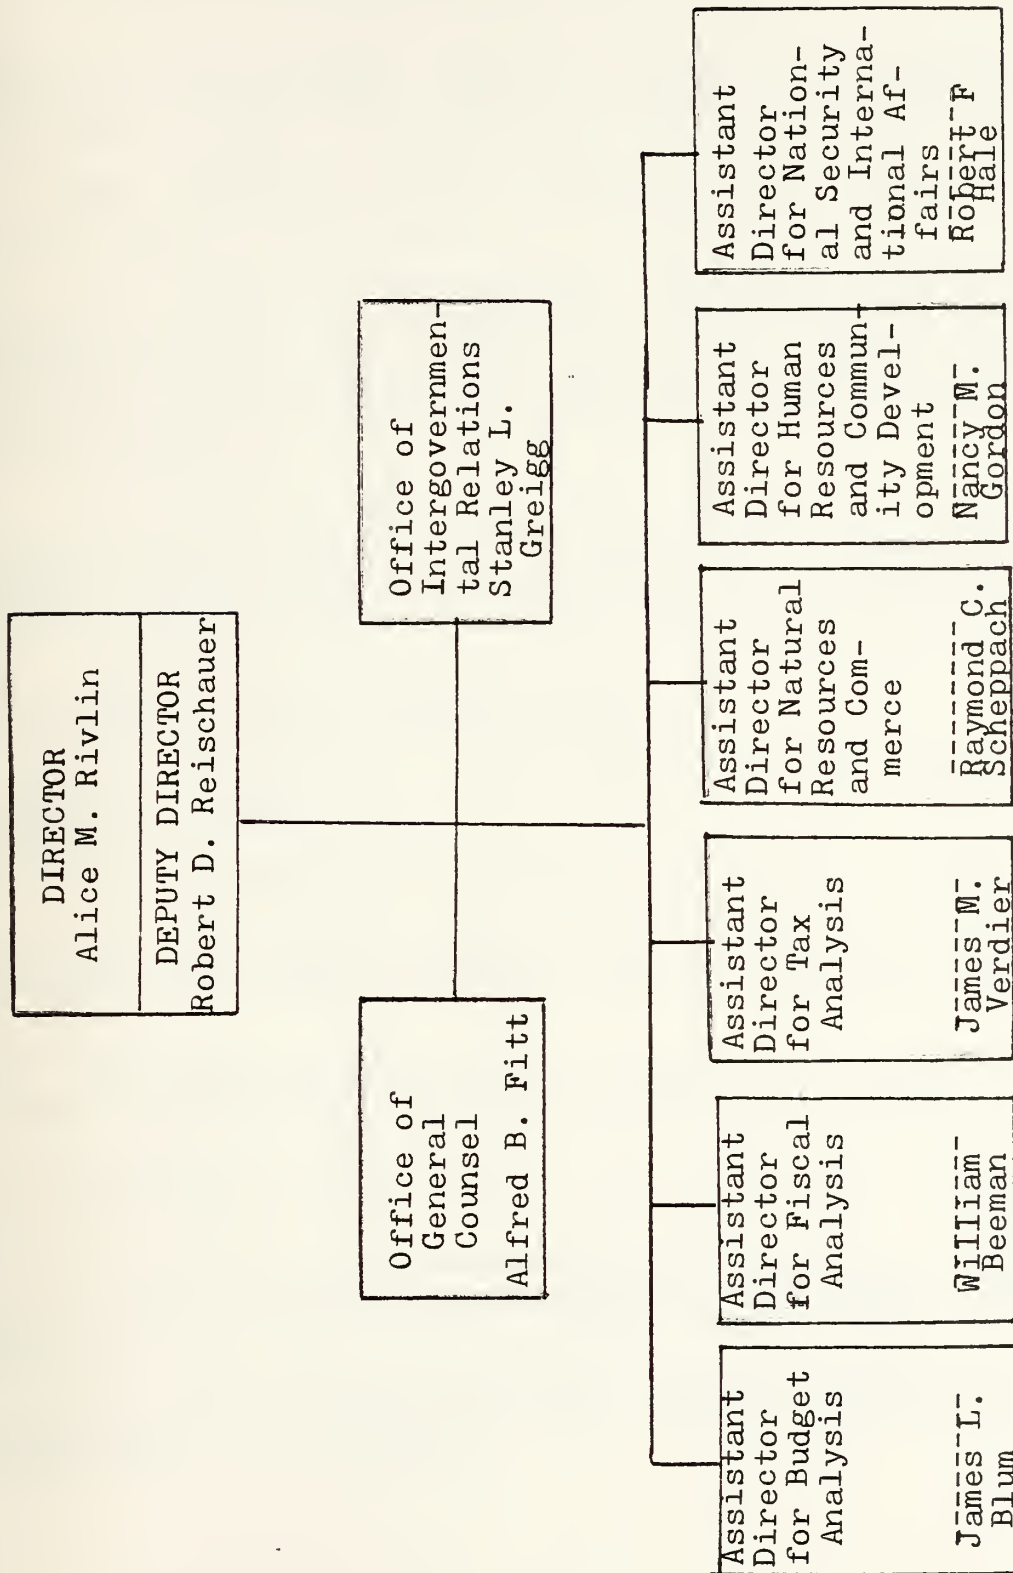 DIRECTOR
Alice M. Rivlin
DEPUTY DIRECTOR
Robert D. Reischauer
Office of
General
Counsel
Alfred B. Fitt
Office of
Intergovernmen-
tal Relations
Stanley L.
Greigg
Assistant
Director
for Budget
Analysis
James L.
Blum
Assistant
Director
for Fiscal
Analysis
William
Beeman
Assistant
Director
for Tax
Analysis
James M.
Verdier
Assistant
Director
for Natural
Resources
and Com-
merce
Raymond C.
Scheppach
Assistant
Director
for Human
Resources
and Commun-
ity Devel-
opment
Nancy M.
Gordon
Assistant
Director
for Nation-
al Security
and Interna-
tional Af-
fairs
Robert F
Hale